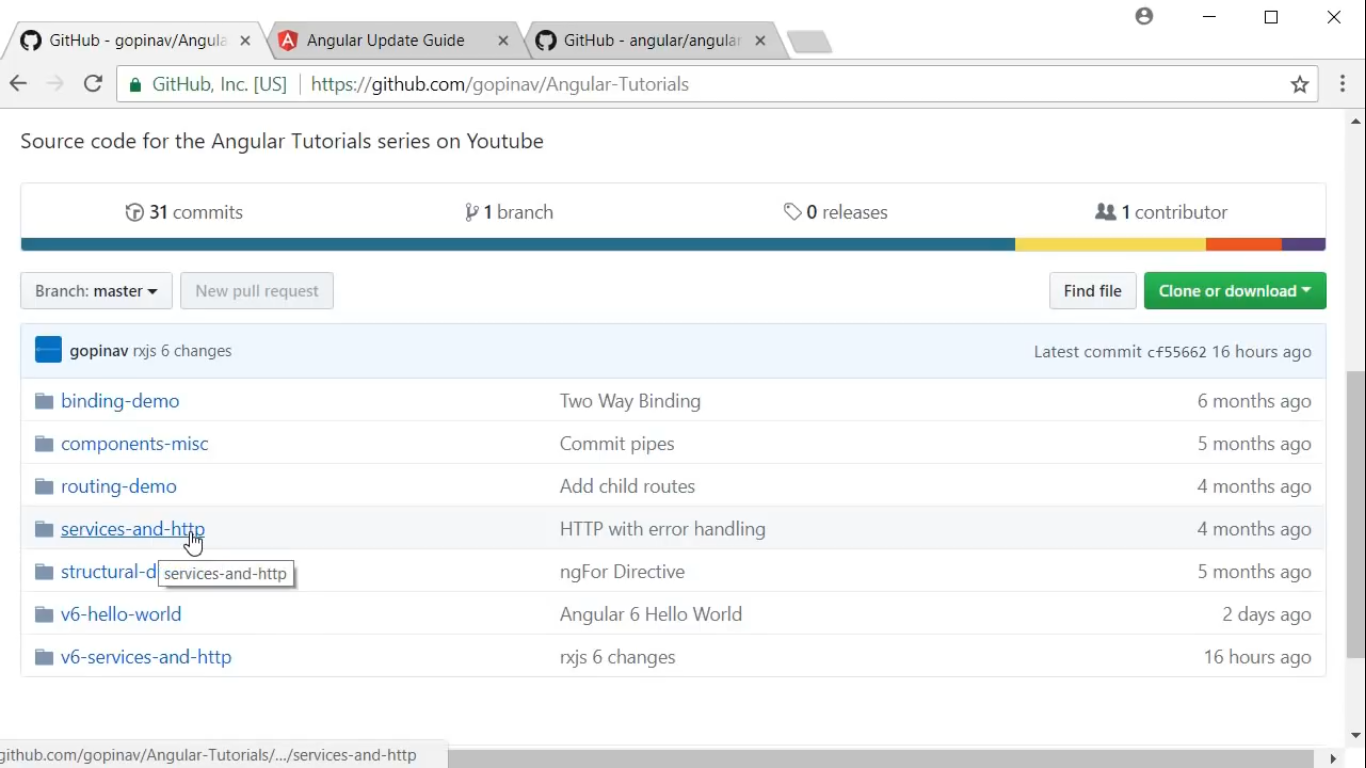 GitHub - gopinav/Angula
Angular Update Guide
GitHub - angular/angular
GitHub, Inc. [US] https://github.com/gopinav/Angular-Tutorials
Source code for the Angular Tutorials series on Youtube
31 commits 1 branch 0 releases 1 contributor
Branch: master New pull request Find file Clone or download
gopinav rxjs 6 changes Latest commit cf55662 16 hours ago
binding-demo Two Way Binding 6 months ago
components-misc Commit pipes 5 months ago
routing-demo Add child routes 4 months ago
services-and-http HTTP with error handling 4 months ago
structural-d ngFor Directive 5 months ago
services-and-http
v6-hello-world Angular 6 Hello World 2 days ago
v6-services-and-http rxjs 6 changes 16 hours ago
github.com/gopinav/Angular-Tutorials/.../services-and-http